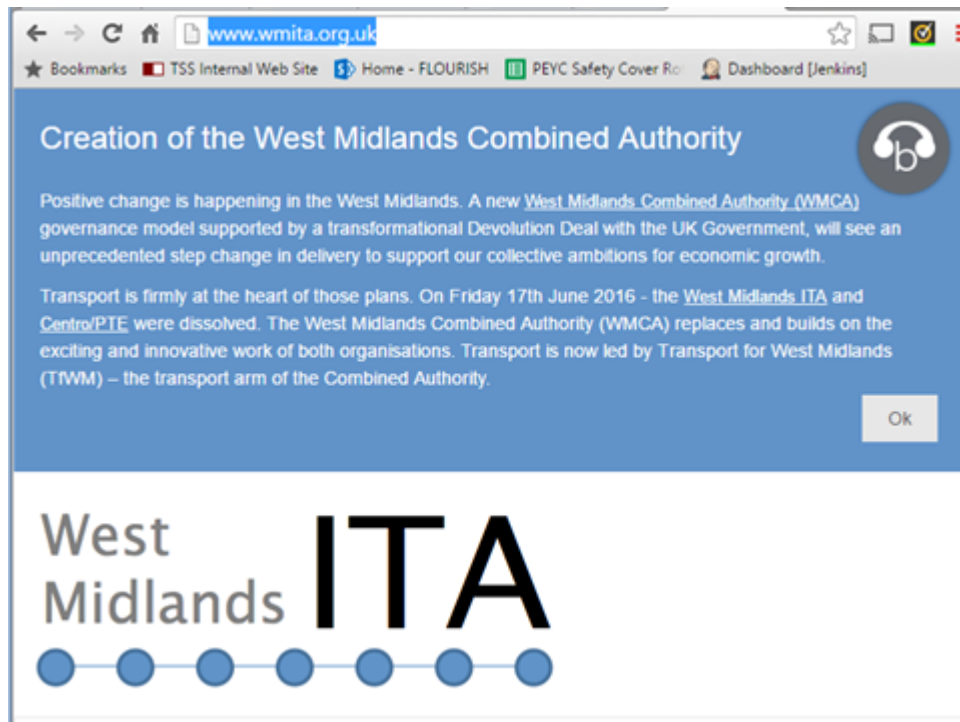 www.wmita.org.uk
Bookmarks TSS Internal Web Site Home - FLOURISH PEYC Safety Cover Ro Dashboard [Jenkins]
Creation of the West Midlands Combined Authority
b
Positive change is happening in the West Midlands. A new West Midlands Combined Authority (WMCA)
governance model supported by a transformational Devolution Deal with the UK Government, will see an
unprecedented step change in delivery to support our collective ambitions for economic growth.
Transport is firmly at the heart of those plans. On Friday 17th June 2016 - the West Midlands ITA and
Centro/PTE were dissolved. The West Midlands Combined Authority (WMCA) replaces and builds on the
exciting and innovative work of both organisations. Transport is now led by Transport for West Midlands
(TfWM) – the transport arm of the Combined Authority.
Ok
West
Midlands ITA